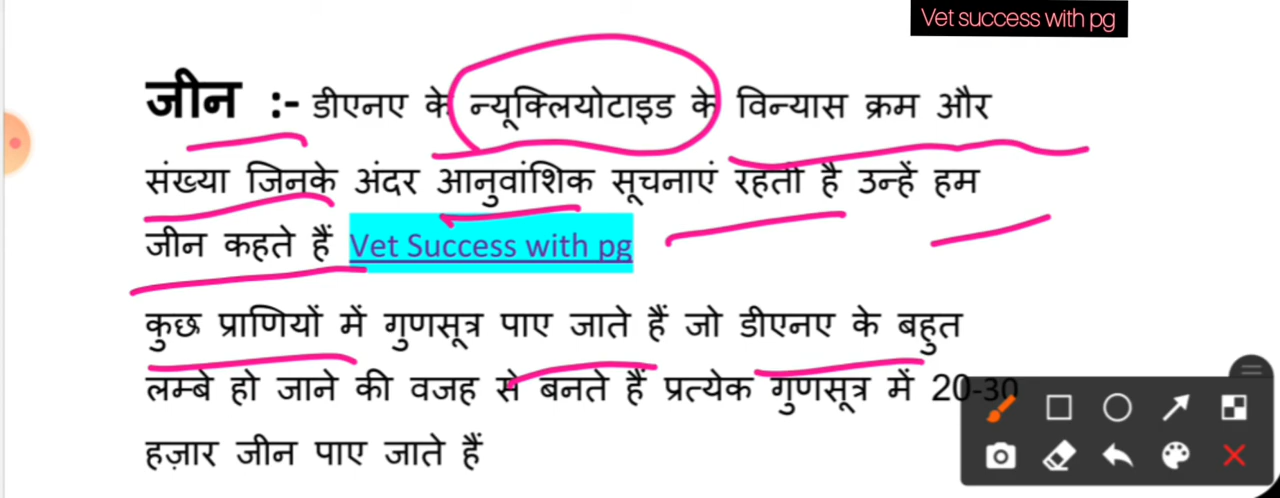 Vet success with pg
जीन :- डीएनए के न्यूक्लियोटाइड के विन्यास क्रम और
संख्या जिनके अंदर आनुवांशिक सूचनाएं रहती है उन्हें हम
जीन कहते हैं Vet Success with pg
कुछ प्राणियों में गुणसूत्र पाए जाते हैं जो डीएनए के बहुत
लम्बे हो जाने की वजह से बनते हैं प्रत्येक गुणसूत्र में 20-30
हज़ार जीन पाए जाते हैं